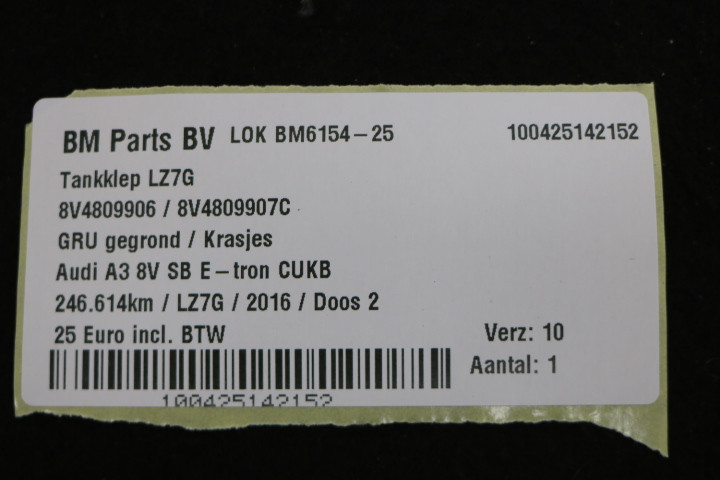 BM Parts BV LOK BM6154-25 100425142152
Tankklep LZ7G
8V4809906 / 8V4809907C
GRU gegrond / Krasjes
Audi A3 8V SB E-tron CUKB
246.614km / LZ7G / 2016 / Doos 2
25 Euro incl. BTW Verz: 10
Aantal: 1
100425142152